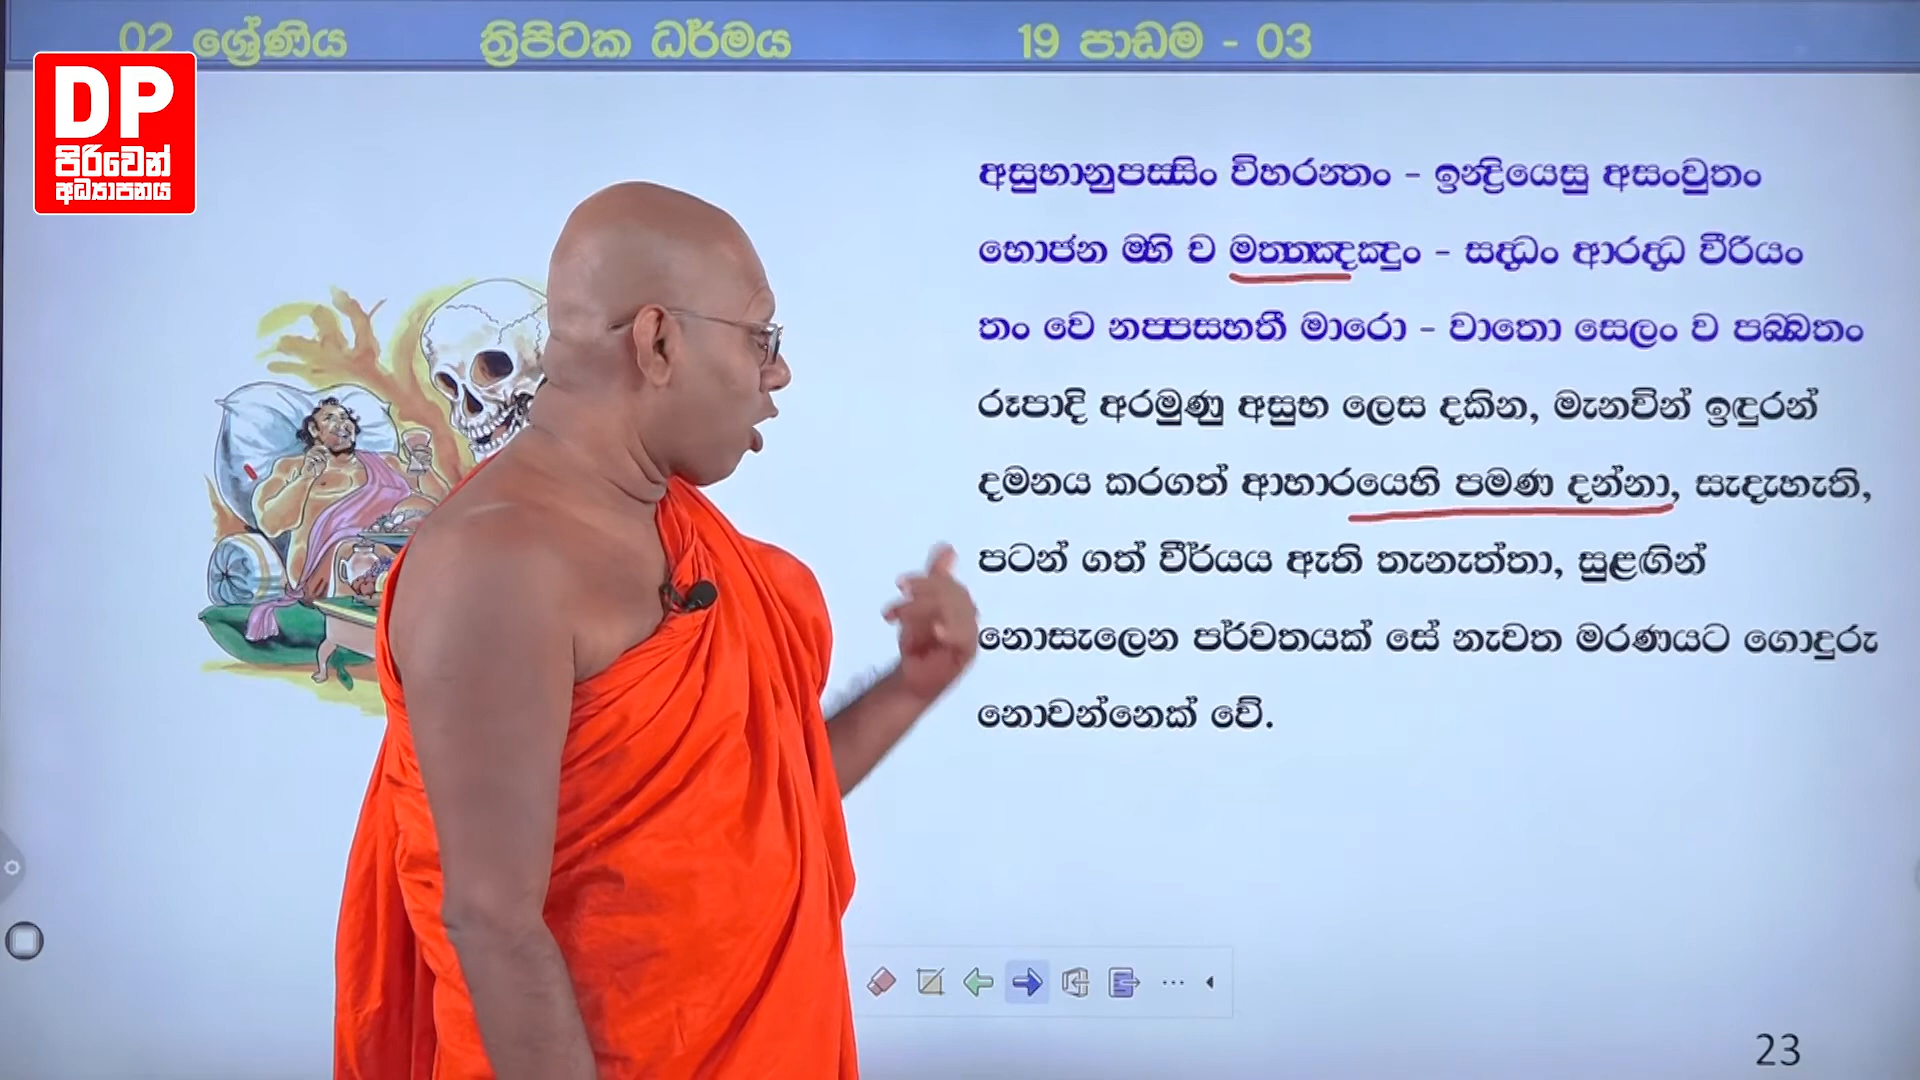 02 ශ්‍රේණිය ත්‍රිපිටක ධර්මය 19 පාඩම - 03
DP
පිරිවෙන්
අධ්‍යාපනය
අසුභානුපස්සිං විහරන්තං - ඉන්ද්‍රියෙසු අසංවුතං
භොජන ම්හි ච මත්තඤ්ඤුං - සද්ධං ආරද්ධ වීරියං
තං වෙ නප්පසහතී මාරො - වාතො සෙලං ව පබ්බතං
රූපාදි අරමුණු අසුභ ලෙස දකින, මැනවින් ඉඳුරන්
දමනය කරගත් ආහාරයෙහි පමණ දන්නා, සැදැහැති,
පටන් ගත් වීර්යය ඇති තැනැත්තා, සුළඟින්
නොසැලෙන පර්වතයක් සේ නැවත මරණයට ගොදුරු
නොවන්නෙක් වේ.
23